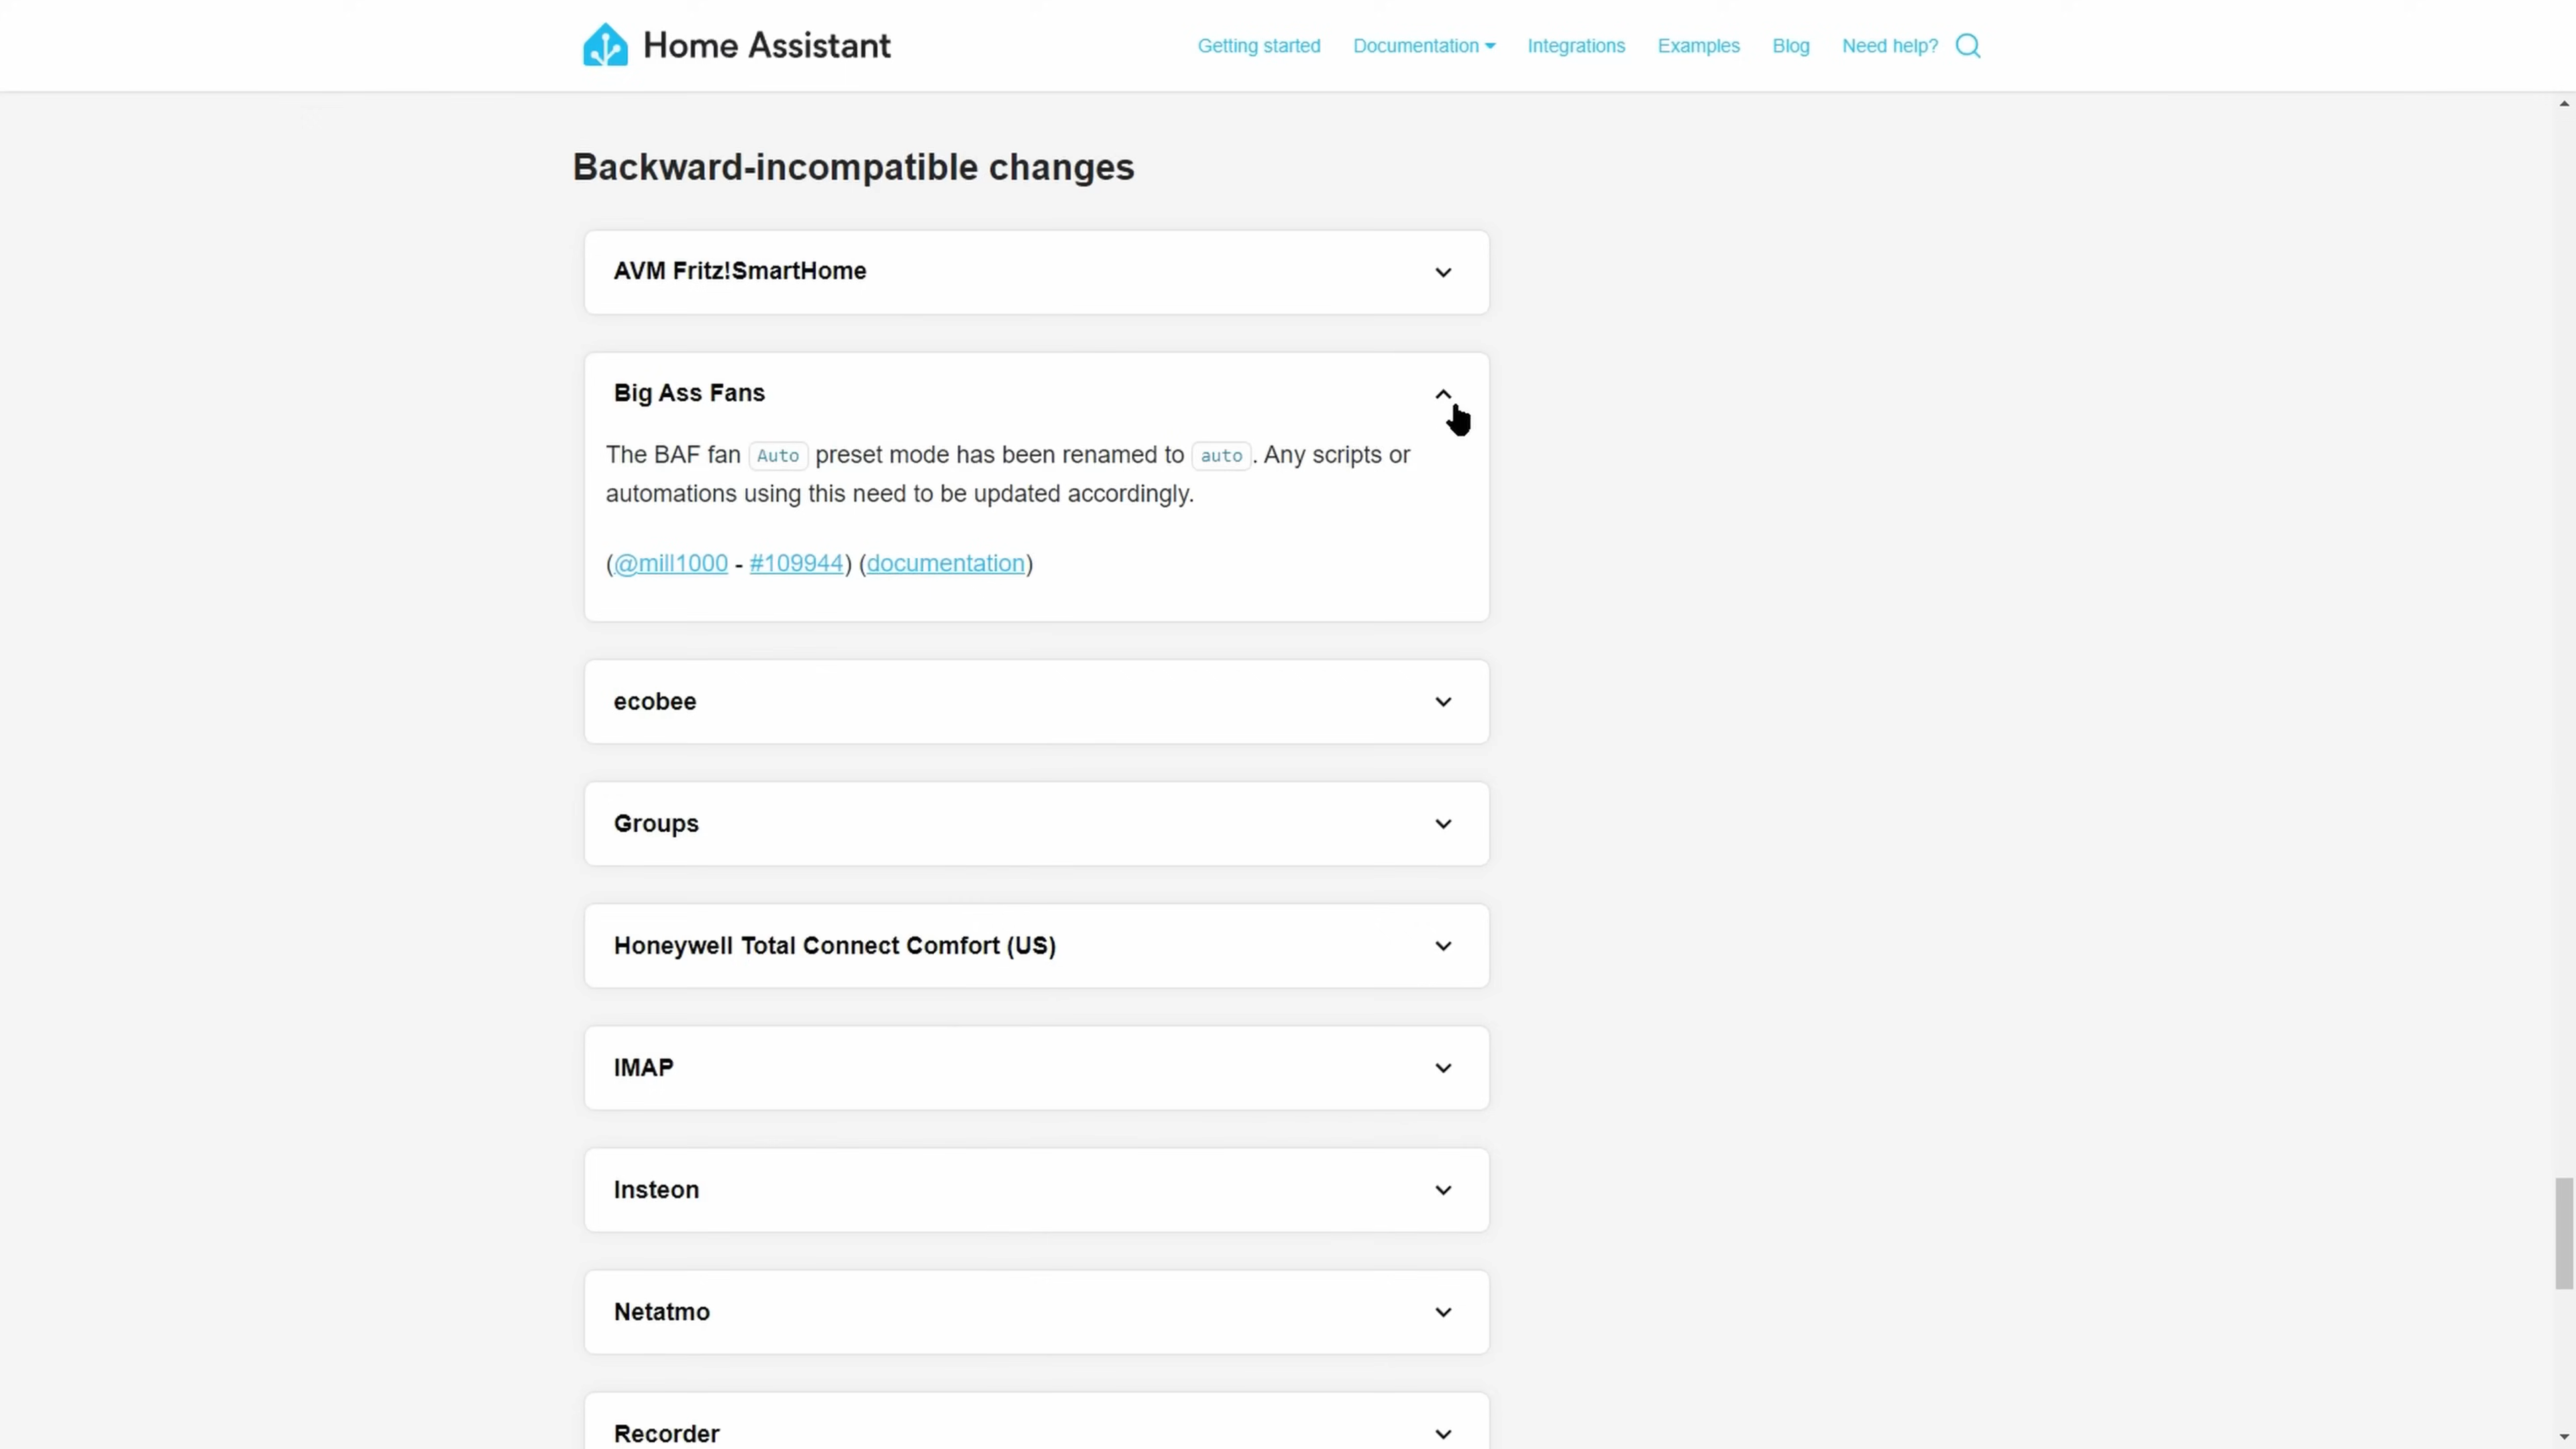 Home Assistant
Getting started Documentation Integrations Examples Blog Need help?
Backward-incompatible changes
AVM Fritz!SmartHome
Big Ass Fans
The BAF fan Auto preset mode has been renamed to auto. Any scripts or
automations using this need to be updated accordingly.
(@mill1000 - #109944) (documentation)
ecobee
Groups
Honeywell Total Connect Comfort (US)
IMAP
Insteon
Netatmo
Recorder